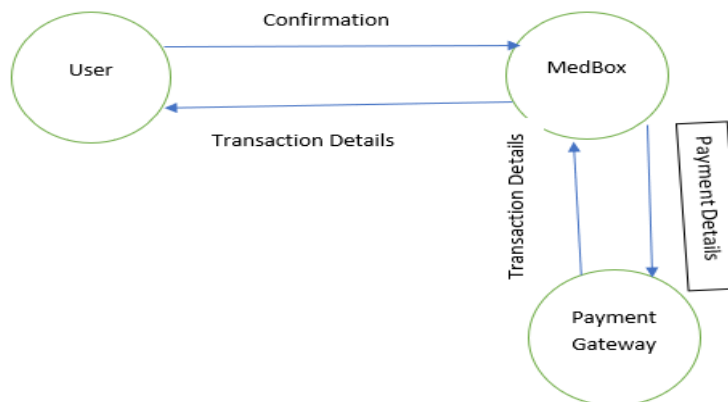 Confirmation
User
MedBox
Transaction Details
Transaction Details
Payment Details
Payment
Gateway